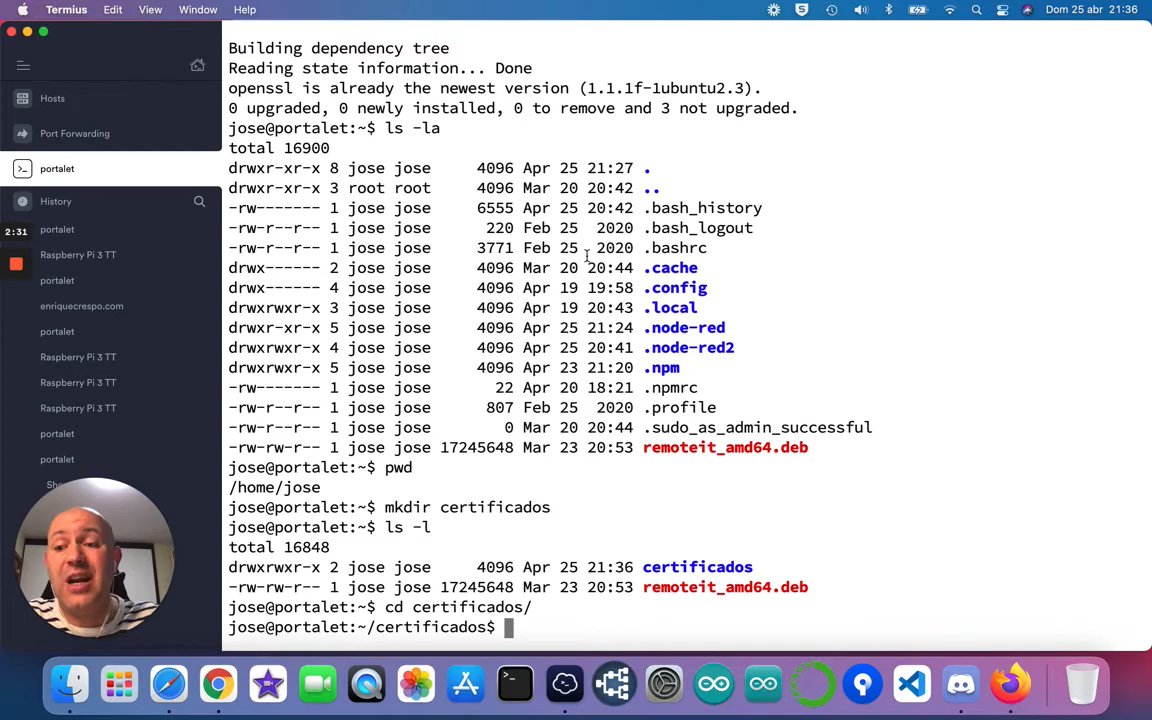 Termius Edit View Window Help Dom 25 abr 21:36
Hosts
Port Forwarding
portalet
History
2:31
portalet
Raspberry Pi 3 TT
portalet
enriquecrespo.com
portalet
Raspberry Pi 3 TT
Raspberry Pi 3 TT
Raspberry Pi 3 TT
portalet
portalet
Building dependency tree
Reading state information... Done
openssl is already the newest version (1.1.1f-1ubuntu2.3).
0 upgraded, 0 newly installed, 0 to remove and 3 not upgraded.
jose@portalet:~$ ls -la
total 16900
drwxr-xr-x 8 jose jose 4096 Apr 25 21:27 .
drwxr-xr-x 3 root root 4096 Mar 20 20:42 ..
-rw------- 1 jose jose 6555 Apr 25 20:42 .bash_history
-rw-r--r-- 1 jose jose 220 Feb 25 2020 .bash_logout
-rw-r--r-- 1 jose jose 3771 Feb 25 2020 .bashrc
drwx------ 2 jose jose 4096 Mar 20 20:44 .cache
drwx------ 4 jose jose 4096 Apr 19 19:58 .config
drwxrwxr-x 3 jose jose 4096 Apr 19 20:43 .local
drwxrwxr-x 5 jose jose 4096 Apr 25 21:24 .node-red
drwxrwxr-x 4 jose jose 4096 Apr 25 20:41 .node-red2
drwxrwxr-x 5 jose jose 4096 Apr 23 21:20 .npm
-rw------- 1 jose jose 22 Apr 20 18:21 .npmrc
-rw-r--r-- 1 jose jose 807 Feb 25 2020 .profile
-rw-r--r-- 1 jose jose 0 Mar 20 20:44 .sudo_as_admin_successful
-rw-rw-r-- 1 jose jose 17245648 Mar 23 20:53 remoteit_amd64.deb
jose@portalet:~$ pwd
/home/jose
jose@portalet:~$ mkdir certificados
jose@portalet:~$ ls -l
total 16848
drwxrwxr-x 2 jose jose 4096 Apr 25 21:36 certificados
-rw-rw-r-- 1 jose jose 17245648 Mar 23 20:53 remoteit_amd64.deb
jose@portalet:~$ cd certificados/
jose@portalet:~/certificados$